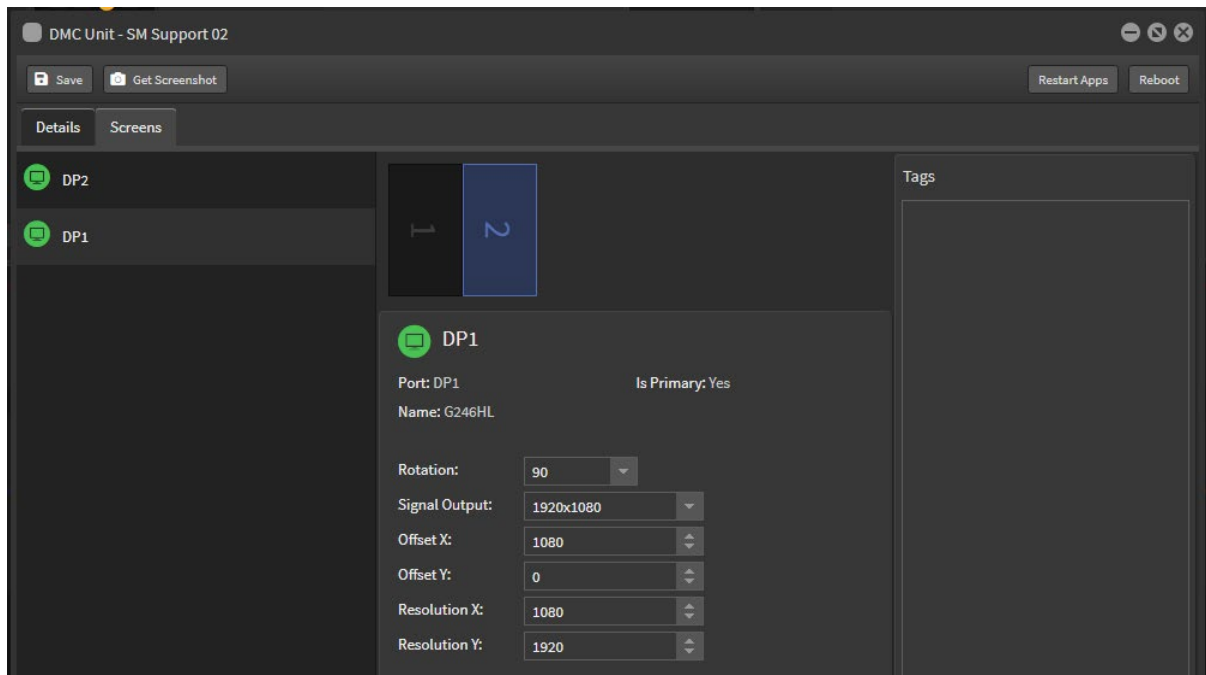 DMC Unit - SM Support 02
Save Get Screenshot Restart Apps Reboot
Details Screens
DP2
DP1
1 2
Tags
DP1
Port: DP1 Is Primary: Yes
Name: G246HL
Rotation: 90
Signal Output: 1920x1080
Offset X: 1080
Offset Y: 0
Resolution X: 1080
Resolution Y: 1920